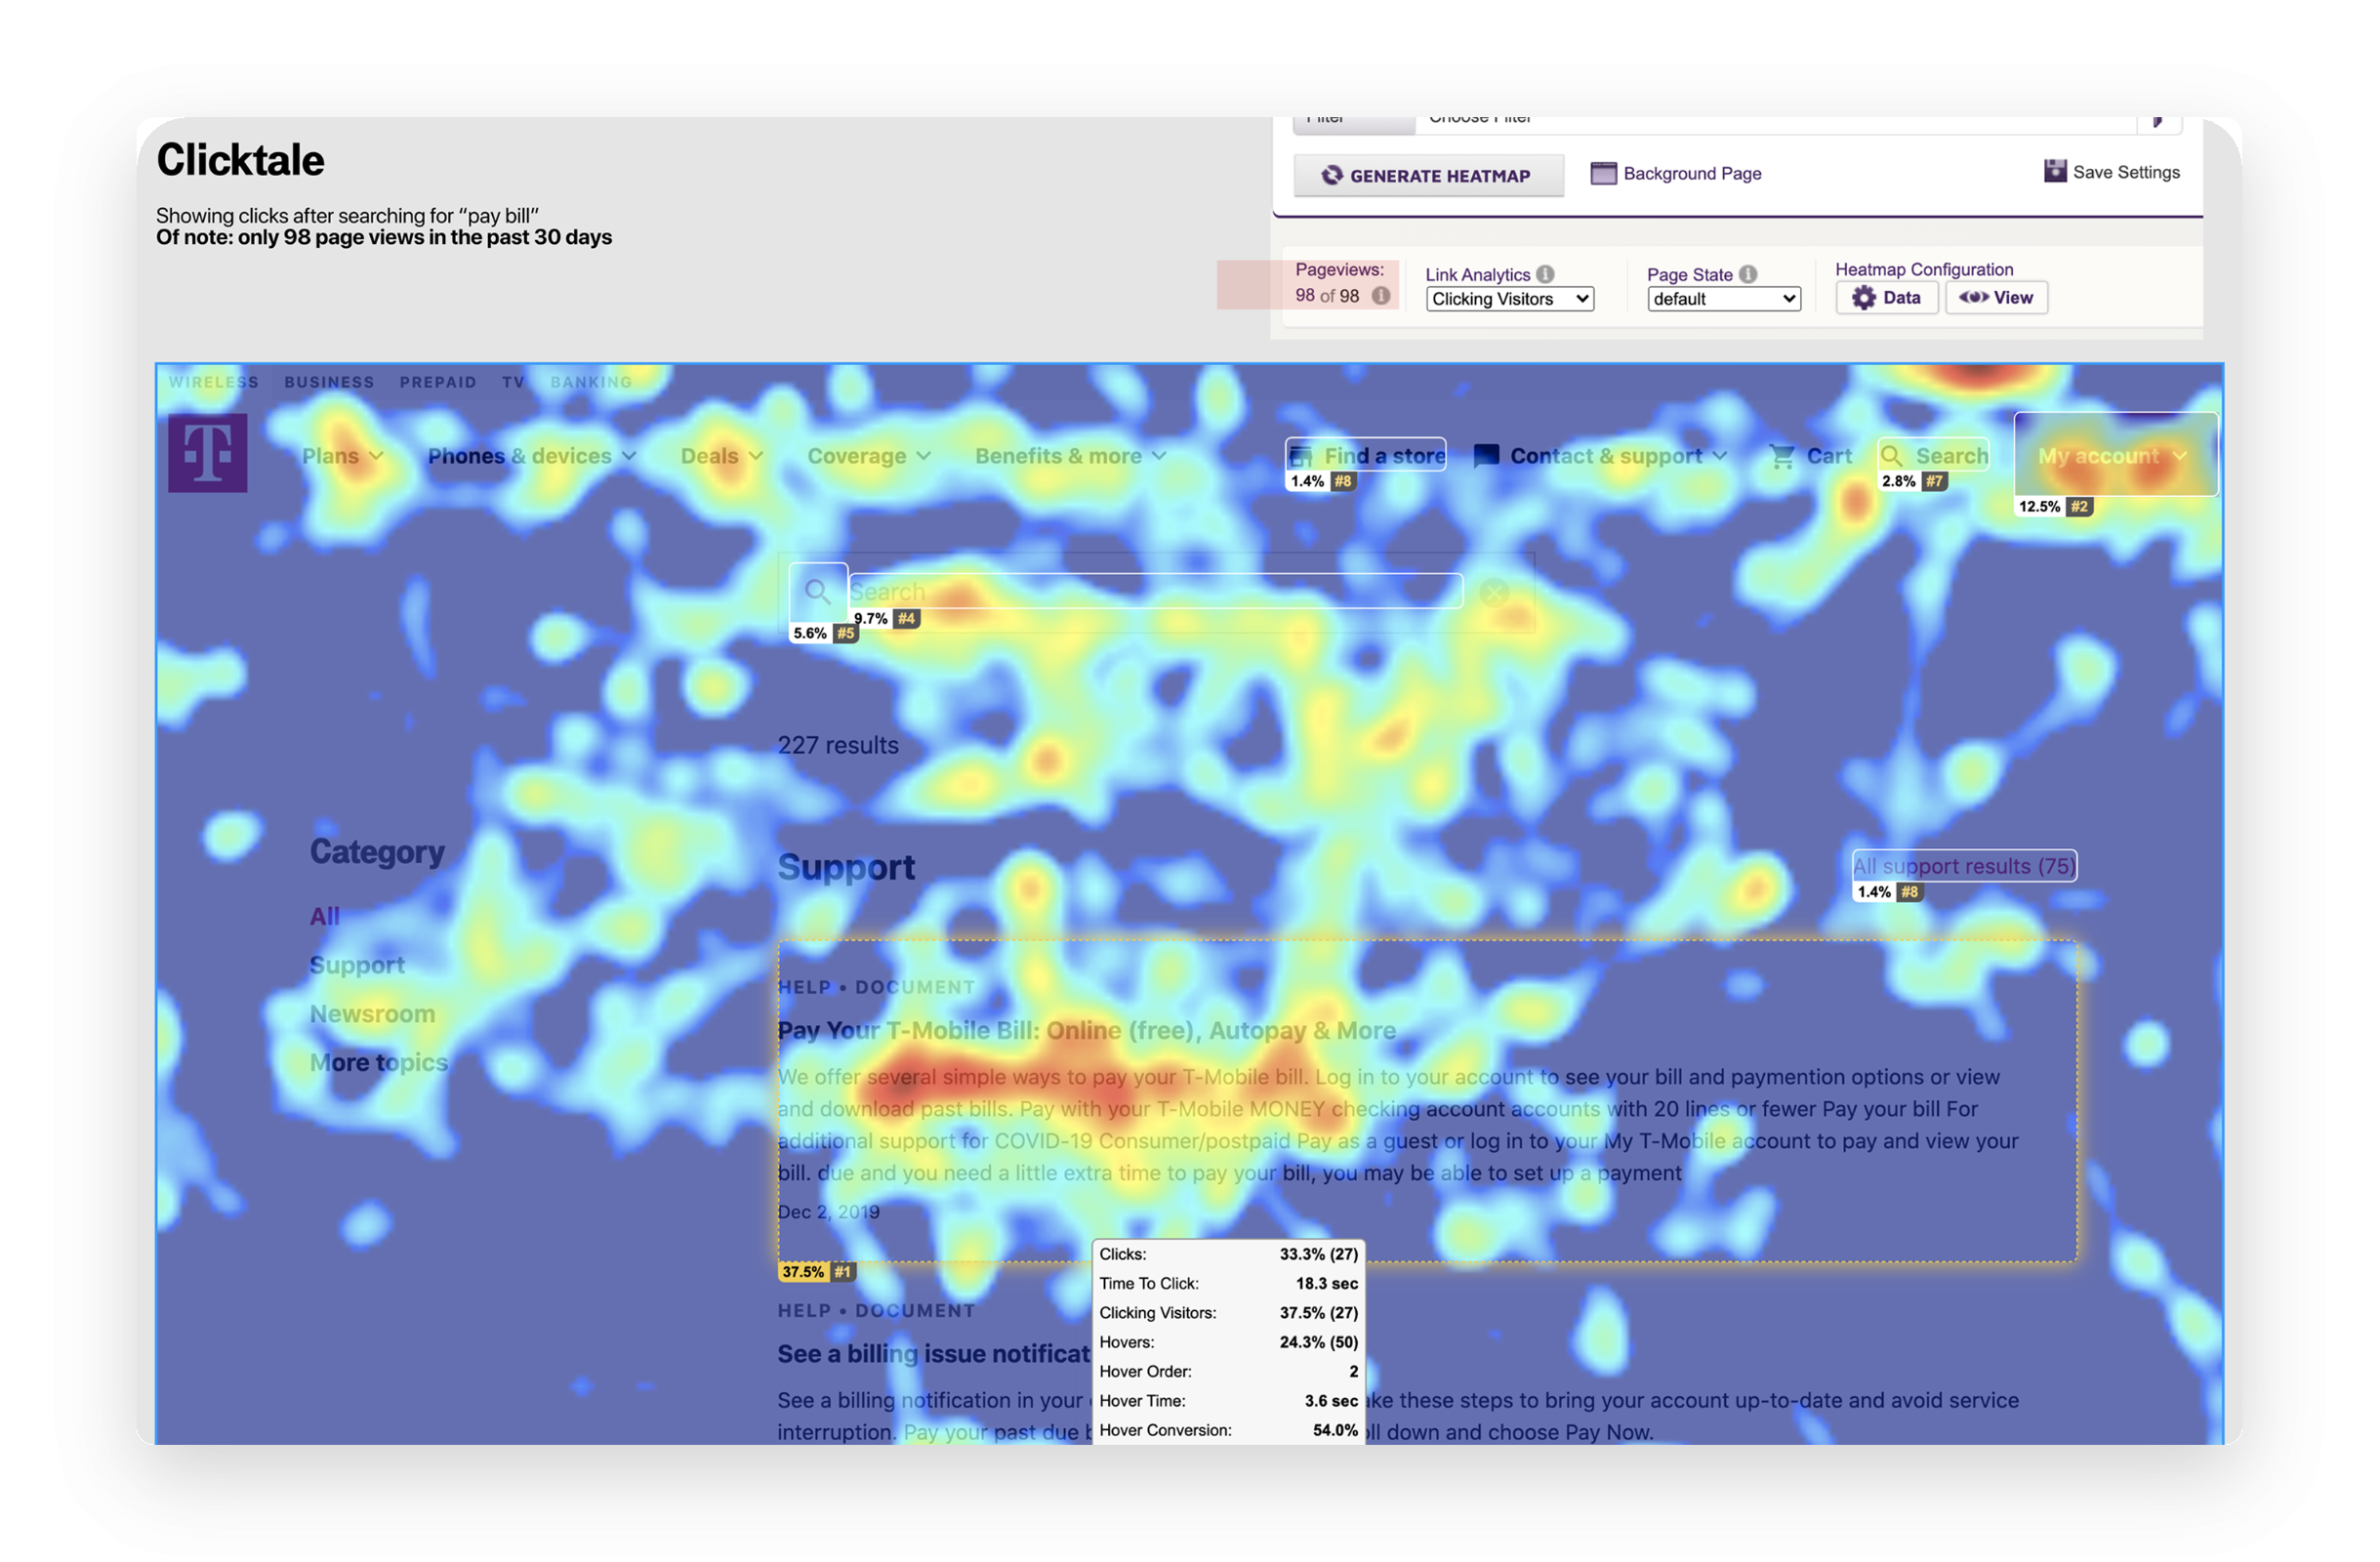 Clicktale
Showing clicks after searching for “pay bill”
Of note: only 98 page views in the past 30 days
Filter Choose Filter
GENERATE HEATMAP Background Page Save Settings
Pageviews: Link Analytics Page State Heatmap Configuration
98 of 98 Clicking Visitors default Data View
WIRELESS BUSINESS PREPAID TV BANKING
T Plans Phones & devices Deals Coverage Benefits & more Find a store Contact & support Cart Search My account
1.4% #8 2.8% #7 12.5% #2
Search
9.7% #4
5.6% #5
227 results
Category
All
Support
Newsroom
More topics
Support All support results (75)
1.4% #8
HELP • DOCUMENT
Pay Your T-Mobile Bill: Online (free), Autopay & More
We offer several simple ways to pay your T-Mobile bill. Log in to your account to see your bill and paymention options or view
and download past bills. Pay with your T-Mobile MONEY checking account accounts with 20 lines or fewer Pay your bill For
additional support for COVID-19 Consumer/postpaid Pay as a guest or log in to your My T-Mobile account to pay and view your
bill. due and you need a little extra time to pay your bill, you may be able to set up a payment
Dec 2, 2019
37.5% #1
Clicks: 33.3% (27)
Time To Click: 18.3 sec
Clicking Visitors: 37.5% (27)
Hovers: 24.3% (50)
Hover Order: 2
Hover Time: 3.6 sec
Hover Conversion: 54.0%
HELP • DOCUMENT
See a billing issue notificat
See a billing notification in your ake these steps to bring your account up-to-date and avoid service
interruption. Pay your past due b oll down and choose Pay Now.